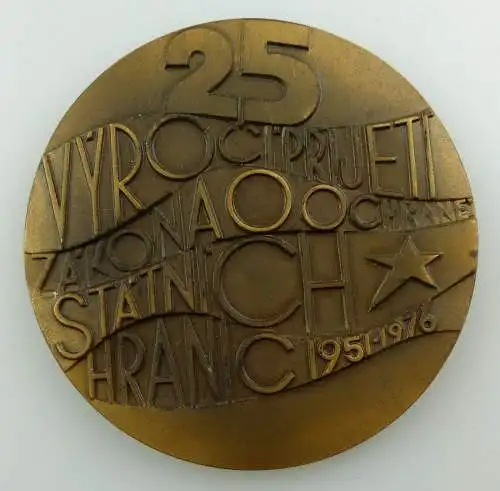 25
VÝROČÍ PŘIJETÍ
ZÁKONA O OCHRANĚ
STÁTNÍCH
HRANIC 1951-1976